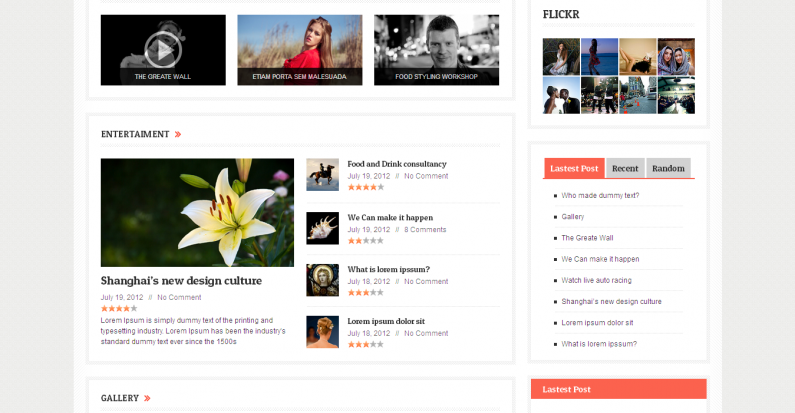 THE GREATE WALL
ETIAM PORTA SEM MALESUADA
FOOD STYLING WORKSHOP
ENTERTAIMENT »
Shanghai's new design culture
July 19, 2012 // No Comment
Lorem Ipsum is simply dummy text of the printing and
typesetting industry. Lorem Ipsum has been the industry's
standard dummy text ever since the 1500s
Food and Drink consultancy
July 19, 2012 // No Comment
We Can make it happen
July 19, 2012 // 8 Comments
What is lorem ipssum?
July 18, 2012 // No Comment
Lorem ipsum dolor sit
July 18, 2012 // No Comment
GALLERY »
FLICKR
Lastest Post
Recent
Random
Who made dummy text?
Gallery
The Greate Wall
We Can make it happen
Watch live auto racing
Shanghai's new design culture
Lorem ipsum dolor sit
What is lorem ipssum?
Lastest Post